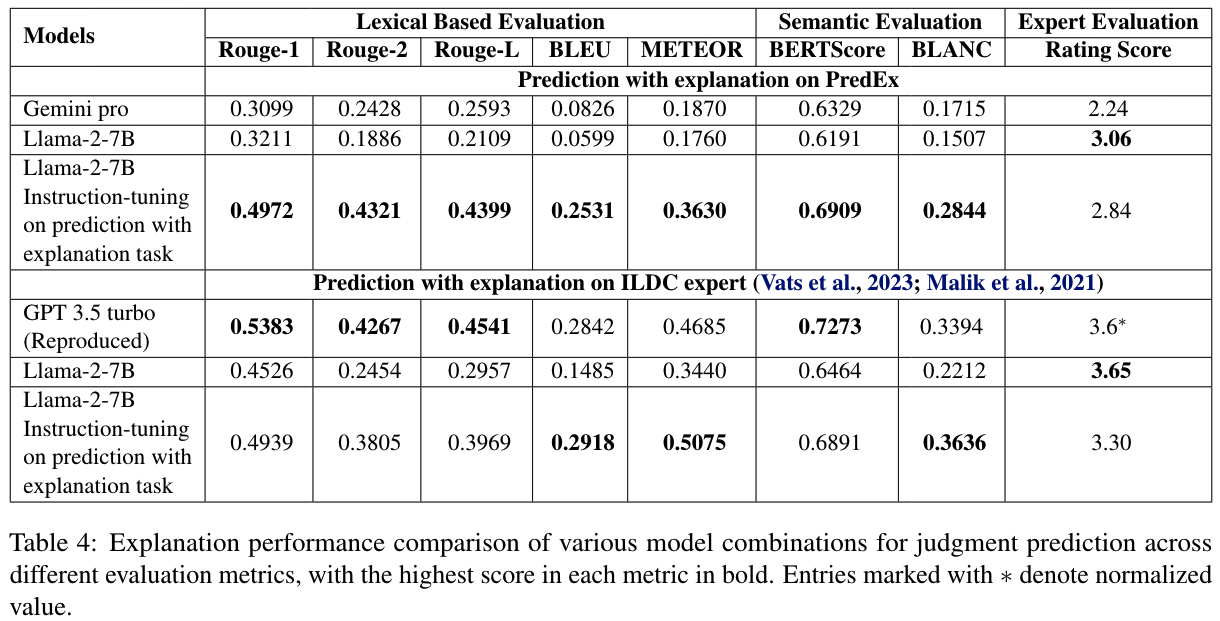 Models Lexical Based Evaluation Semantic Evaluation Expert Evaluation
Rouge-1 Rouge-2 Rouge-L BLEU METEOR BERTScore BLANC Rating Score
Prediction with explanation on PredEx
Gemini pro 0.3099 0.2428 0.2593 0.0826 0.1870 0.6329 0.1715 2.24
Llama-2-7B 0.3211 0.1886 0.2109 0.0599 0.1760 0.6191 0.1507 3.06
Llama-2-7B
Instruction-tuning
on prediction with
explanation task
0.4972 0.4321 0.4399 0.2531 0.3630 0.6909 0.2844 2.84
Prediction with explanation on ILDC expert (Vats et al., 2023; Malik et al., 2021)
GPT 3.5 turbo
(Reproduced)
0.5383 0.4267 0.4541 0.2842 0.4685 0.7273 0.3394 3.6*
Llama-2-7B 0.4526 0.2454 0.2957 0.1485 0.3440 0.6464 0.2212 3.65
Llama-2-7B
Instruction-tuning
on prediction with
explanation task
0.4939 0.3805 0.3969 0.2918 0.5075 0.6891 0.3636 3.30
Table 4: Explanation performance comparison of various model combinations for judgment prediction across
different evaluation metrics, with the highest score in each metric in bold. Entries marked with ∗ denote normalized
value.